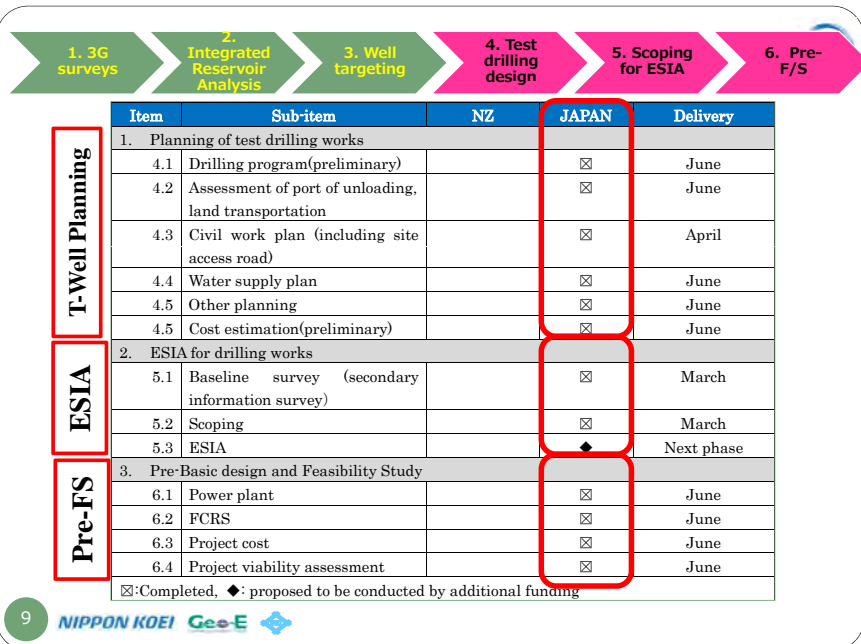 1. 3G
surveys
2.
Integrated
Reservoir
Analysis
3. Well
targeting
4. Test
drilling
design
5. Scoping
for ESIA
6. Pre-
F/S
Item Sub-item NZ JAPAN Delivery
T-Well Planning
1. Planning of test drilling works
4.1 Drilling program(preliminary) ☒ June
4.2 Assessment of port of unloading, ☒ June
land transportation
4.3 Civil work plan (including site ☒ April
access road)
4.4 Water supply plan ☒ June
4.5 Other planning ☒ June
4.5 Cost estimation(preliminary) ☒ June
ESIA
2. ESIA for drilling works
5.1 Baseline survey (secondary ☒ March
information survey)
5.2 Scoping ☒ March
5.3 ESIA ◆ Next phase
Pre-FS
3. Pre-Basic design and Feasibility Study
6.1 Power plant ☒ June
6.2 FCRS ☒ June
6.3 Project cost ☒ June
6.4 Project viability assessment ☒ June
☒:Completed, ◆: proposed to be conducted by additional funding
9 NIPPON KOEI Geo-E